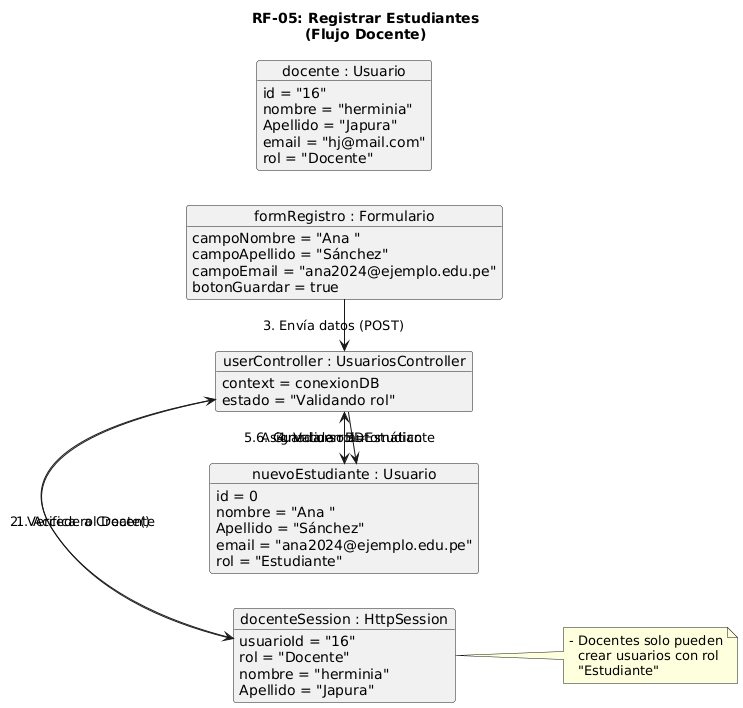 RF-05: Registrar Estudiantes
(Flujo Docente)
docente : Usuario
id = "16"
nombre = "herminia"
Apellido = "Japura"
email = "hj@mail.com"
rol = "Docente"
formRegistro : Formulario
campoNombre = "Ana "
campoApellido = "Sánchez"
campoEmail = "ana2024@ejemplo.edu.pe"
botonGuardar = true
3. Envía datos (POST)
userController : UsuariosController
context = conexionDB
estado = "Validando rol"
nuevoEstudiante : Usuario
id = 0
nombre = "Ana "
Apellido = "Sánchez"
email = "ana2024@ejemplo.edu.pe"
rol = "Estudiante"
docenteSession : HttpSession
usuarioId = "16"
rol = "Docente"
nombre = "herminia"
Apellido = "Japura"
- Docentes solo pueden
crear usuarios con rol
"Estudiante"